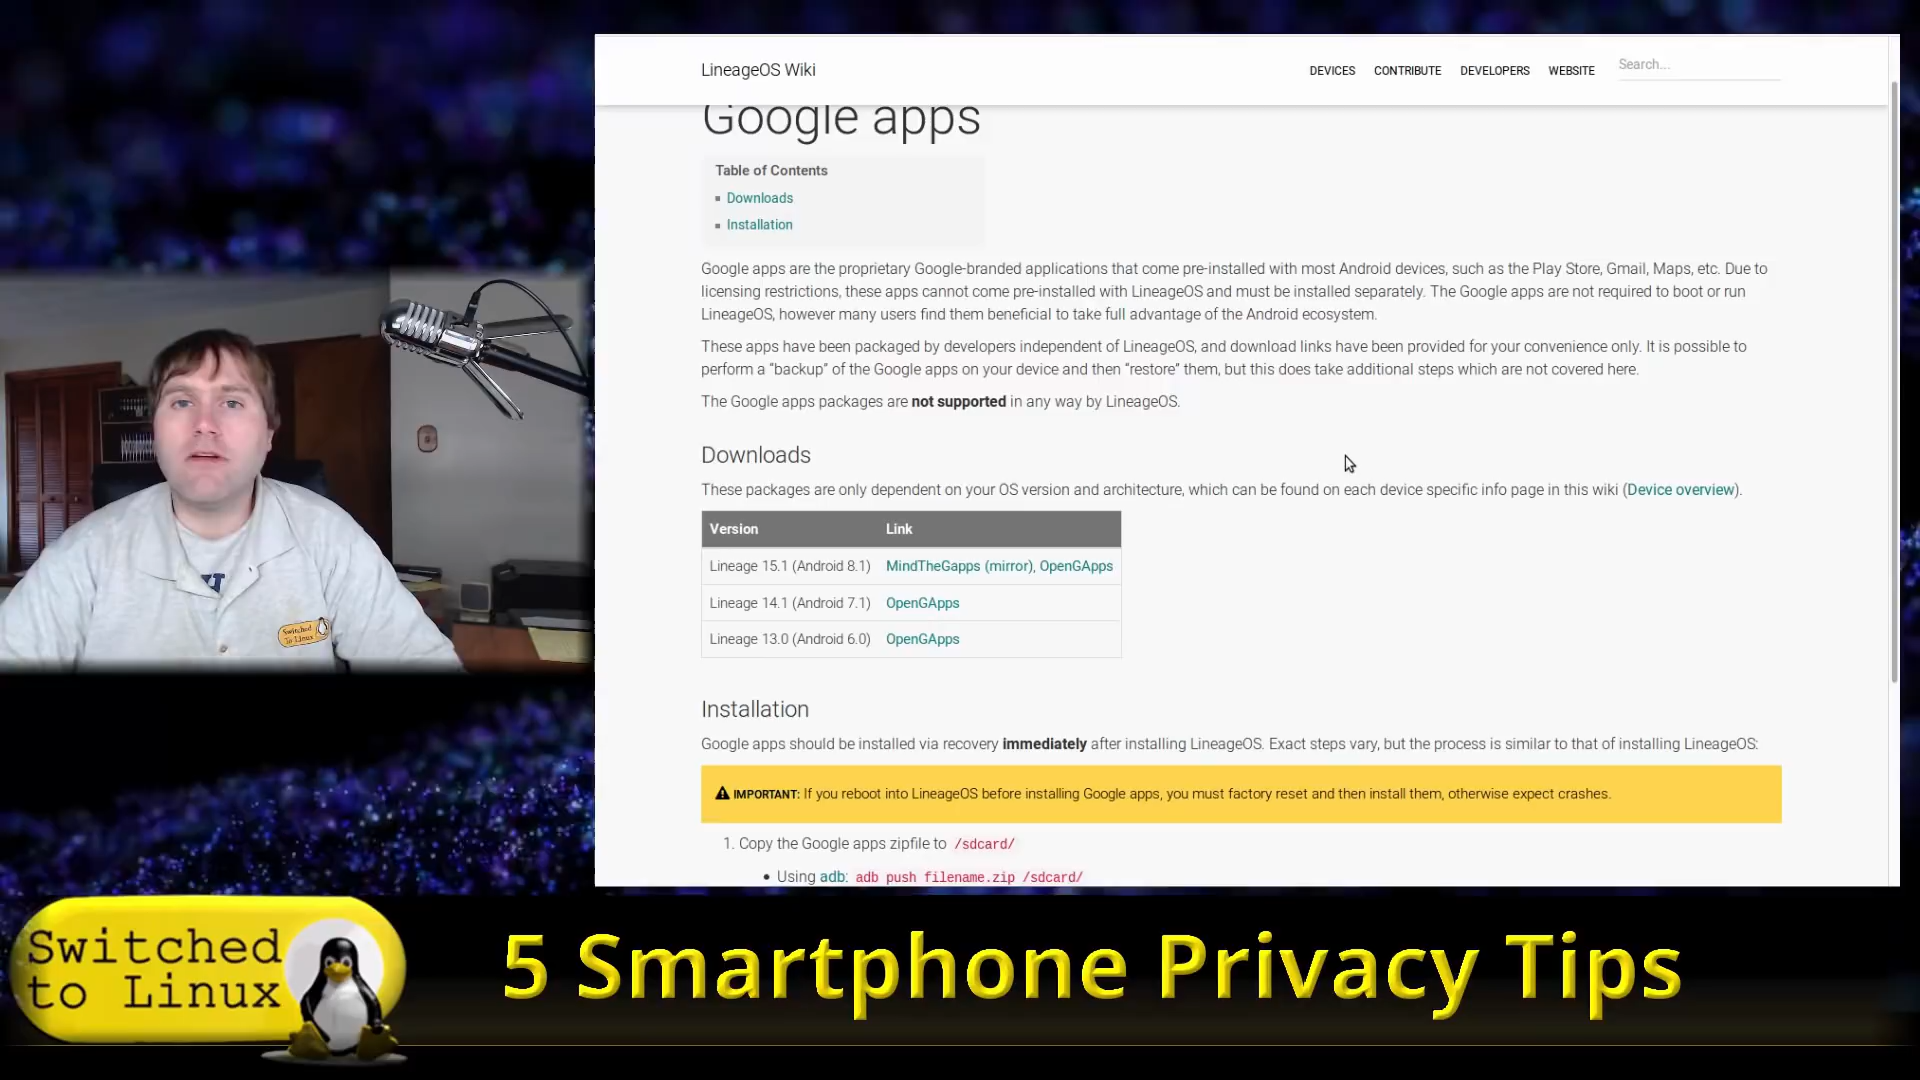 LineageOS Wiki
DEVICES CONTRIBUTE DEVELOPERS WEBSITE Search...
Google apps
Table of Contents
Downloads
Installation
Google apps are the proprietary Google-branded applications that come pre-installed with most Android devices, such as the Play Store, Gmail, Maps, etc. Due to
licensing restrictions, these apps cannot come pre-installed with LineageOS and must be installed separately. The Google apps are not required to boot or run
LineageOS, however many users find them beneficial to take full advantage of the Android ecosystem.
These apps have been packaged by developers independent of LineageOS, and download links have been provided for your convenience only. It is possible to
perform a “backup” of the Google apps on your device and then “restore” them, but this does take additional steps which are not covered here.
The Google apps packages are not supported in any way by LineageOS.
Downloads
These packages are only dependent on your OS version and architecture, which can be found on each device specific info page in this wiki (Device overview).
Version Link
Lineage 15.1 (Android 8.1) MindTheGapps (mirror), OpenGApps
Lineage 14.1 (Android 7.1) OpenGApps
Lineage 13.0 (Android 6.0) OpenGApps
Installation
Google apps should be installed via recovery immediately after installing LineageOS. Exact steps vary, but the process is similar to that of installing LineageOS:
IMPORTANT: If you reboot into LineageOS before installing Google apps, you must factory reset and then install them, otherwise expect crashes.
1. Copy the Google apps zipfile to /sdcard/
Using adb: adb push filename.zip /sdcard/
Switched
To Linux
Switched
to Linux
5 Smartphone Privacy Tips